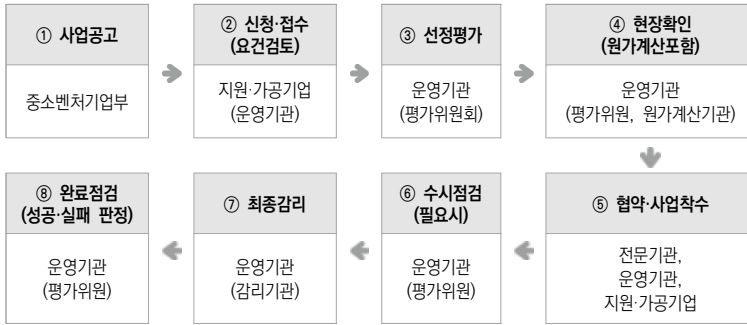 ① 사업공고
중소벤처기업부
② 신청·접수
(요건검토)
지원·가공기업
(운영기관)
③ 선정평가
운영기관
(평가위원회)
④ 현장확인
(원가계산포함)
운영기관
(평가위원, 원가계산기관)
⑤ 협약·사업착수
전문기관,
운영기관,
지원·가공기업
⑥ 수시점검
(필요시)
운영기관
(평가위원)
⑦ 최종감리
운영기관
(감리기관)
⑧ 완료점검
(성공·실패 판정)
운영기관
(평가위원)